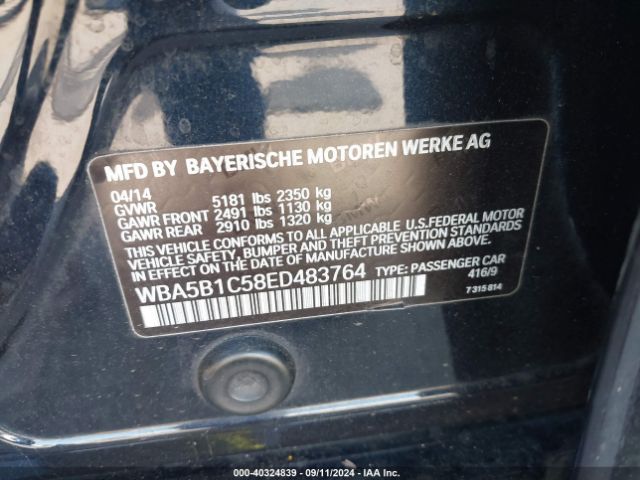 MFD BY BAYERISCHE MOTOREN WERKE AG
04/14
GVWR 5181 lbs 2350 kg
GAWR FRONT 2491 lbs 1130 kg
GAWR REAR 2910 lbs 1320 kg
THIS VEHICLE CONFORMS TO ALL APPLICABLE U.S. FEDERAL MOTOR
VEHICLE SAFETY, BUMPER AND THEFT PREVENTION STANDARDS
IN EFFECT ON THE DATE OF MANUFACTURE SHOWN ABOVE.
WBA5B1C58ED483764 TYPE: PASSENGER CAR
416/9
7315814
000-40324839 - 09/11/2024 - IAA Inc.